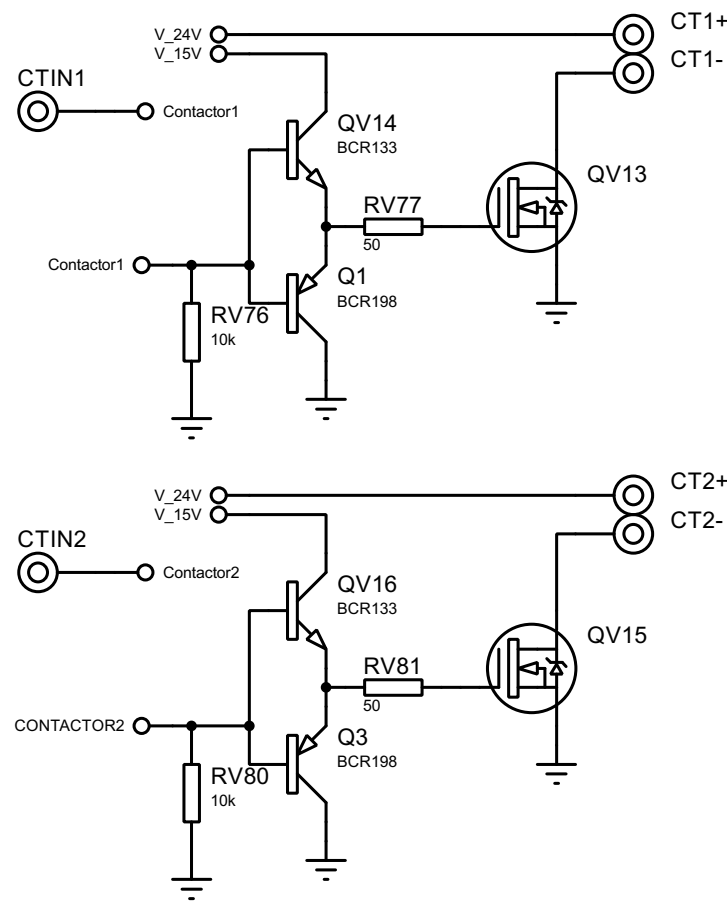 V_24V
CT1+
V_15V
CT1-
CTIN1
Contactor1
QV14
BCR133
QV13
RV77
50
Contactor1
Q1
BCR198
RV76
10k
V_24V
CT2+
V_15V
CT2-
CTIN2
Contactor2
QV16
BCR133
QV15
RV81
50
CONTACTOR2
Q3
BCR198
RV80
10k